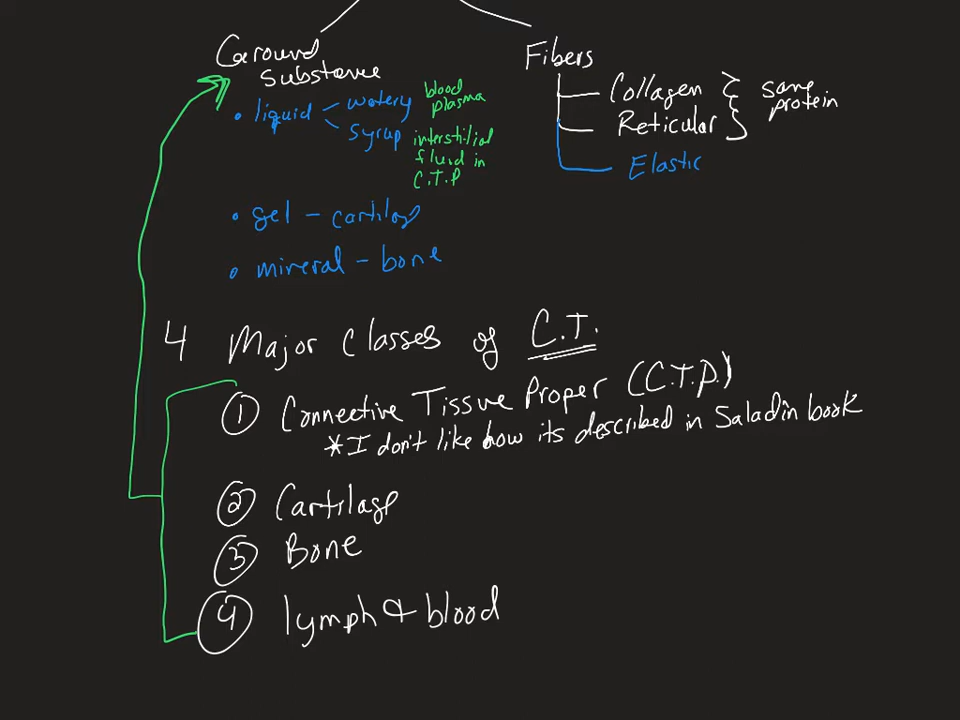 Ground
Substance
• liquid
watery
syrup
blood
plasma
interstitial
fluid in
C.T.P
• gel - cartilage
• mineral - bone
Fibers
Collagen
Reticular
same
protein
Elastic
4 Major Classes of C.T.
① Connective Tissue Proper (C.T.P.)
*I don't like how its described in Saladin book
② Cartilage
③ Bone
④ lymph & blood